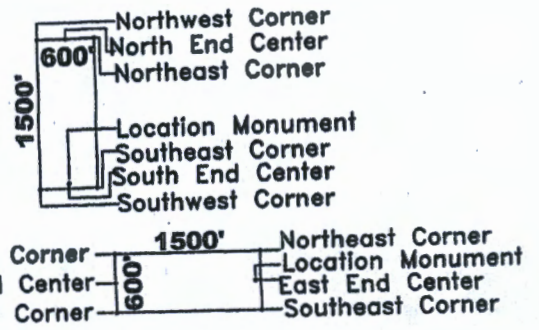 Northwest Corner
North End Center
600'
Northeast Corner
1500'
Location Monument
Southeast Corner
South End Center
Southwest Corner
1500'
Northeast Corner
Corner
Location Monument
600'
Center
East End Center
Corner
Southeast Corner